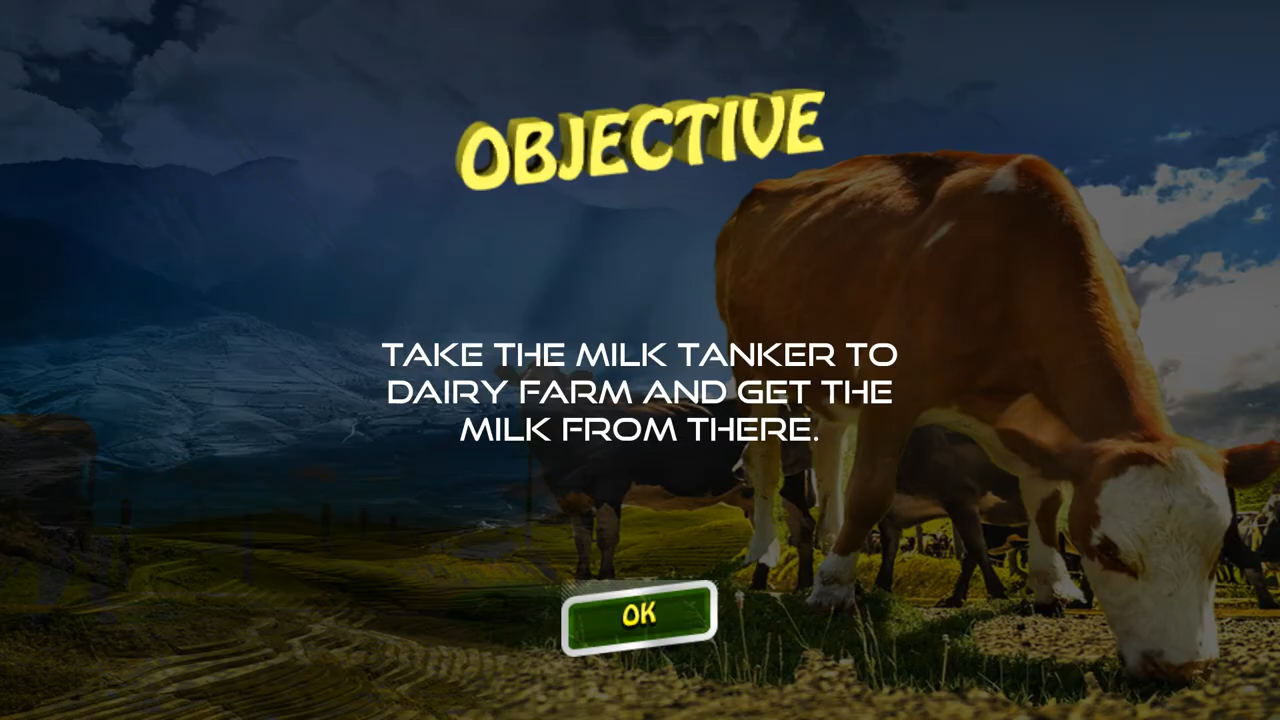 OBJECTIVE
TAKE THE MILK TANKER TO
DAIRY FARM AND GET THE
MILK FROM THERE.
OK